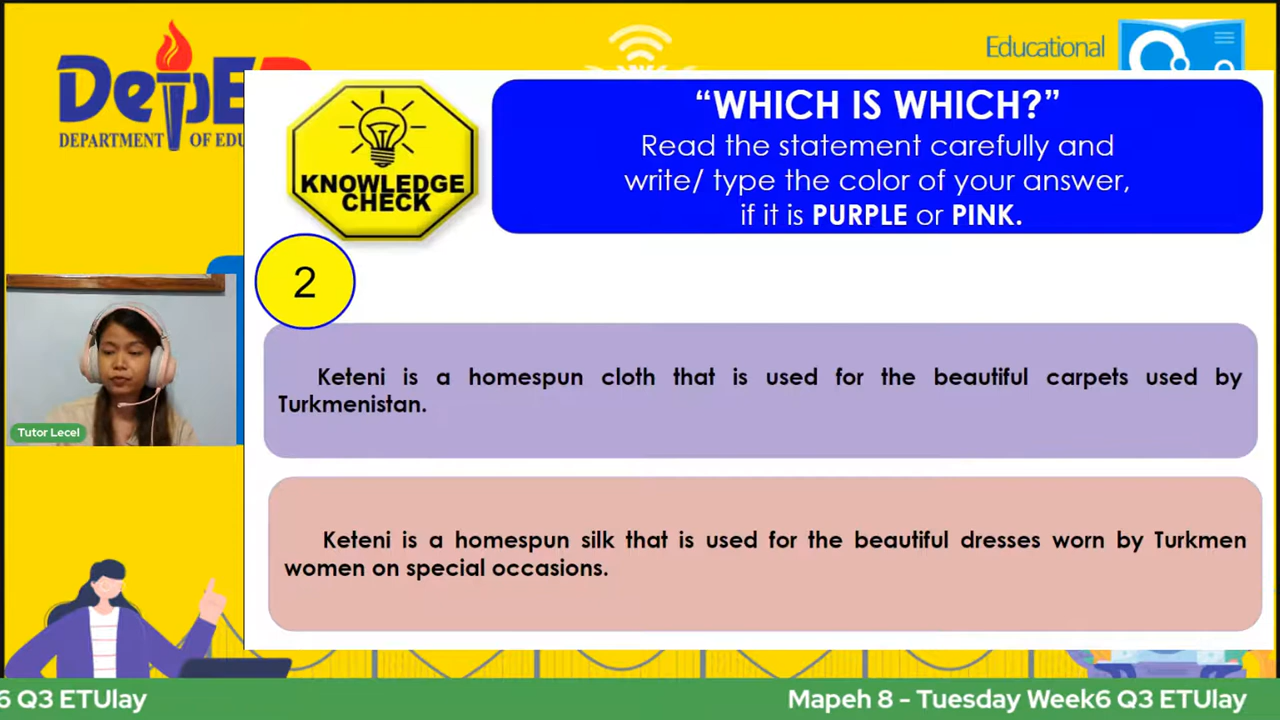 DepED
DEPARTMENT OF EDU
Educational
KNOWLEDGE
CHECK
“WHICH IS WHICH?”
Read the statement carefully and
write/ type the color of your answer,
if it is PURPLE or PINK.
2
Keteni is a homespun cloth that is used for the beautiful carpets used by
Turkmenistan.
Keteni is a homespun silk that is used for the beautiful dresses worn by Turkmen
women on special occasions.
Tutor Lecel
6 Q3 ETUlay
Mapeh 8 - Tuesday Week6 Q3 ETUlay